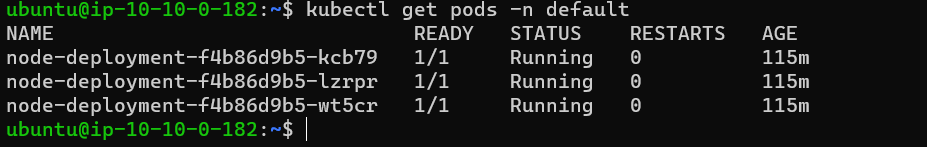 ubuntu@ip-10-10-0-182:~$ kubectl get pods -n default
NAME                              READY   STATUS    RESTARTS   AGE
node-deployment-f4b86d9b5-kcb79   1/1     Running   0          115m
node-deployment-f4b86d9b5-lzrpr   1/1     Running   0          115m
node-deployment-f4b86d9b5-wt5cr   1/1     Running   0          115m
ubuntu@ip-10-10-0-182:~$